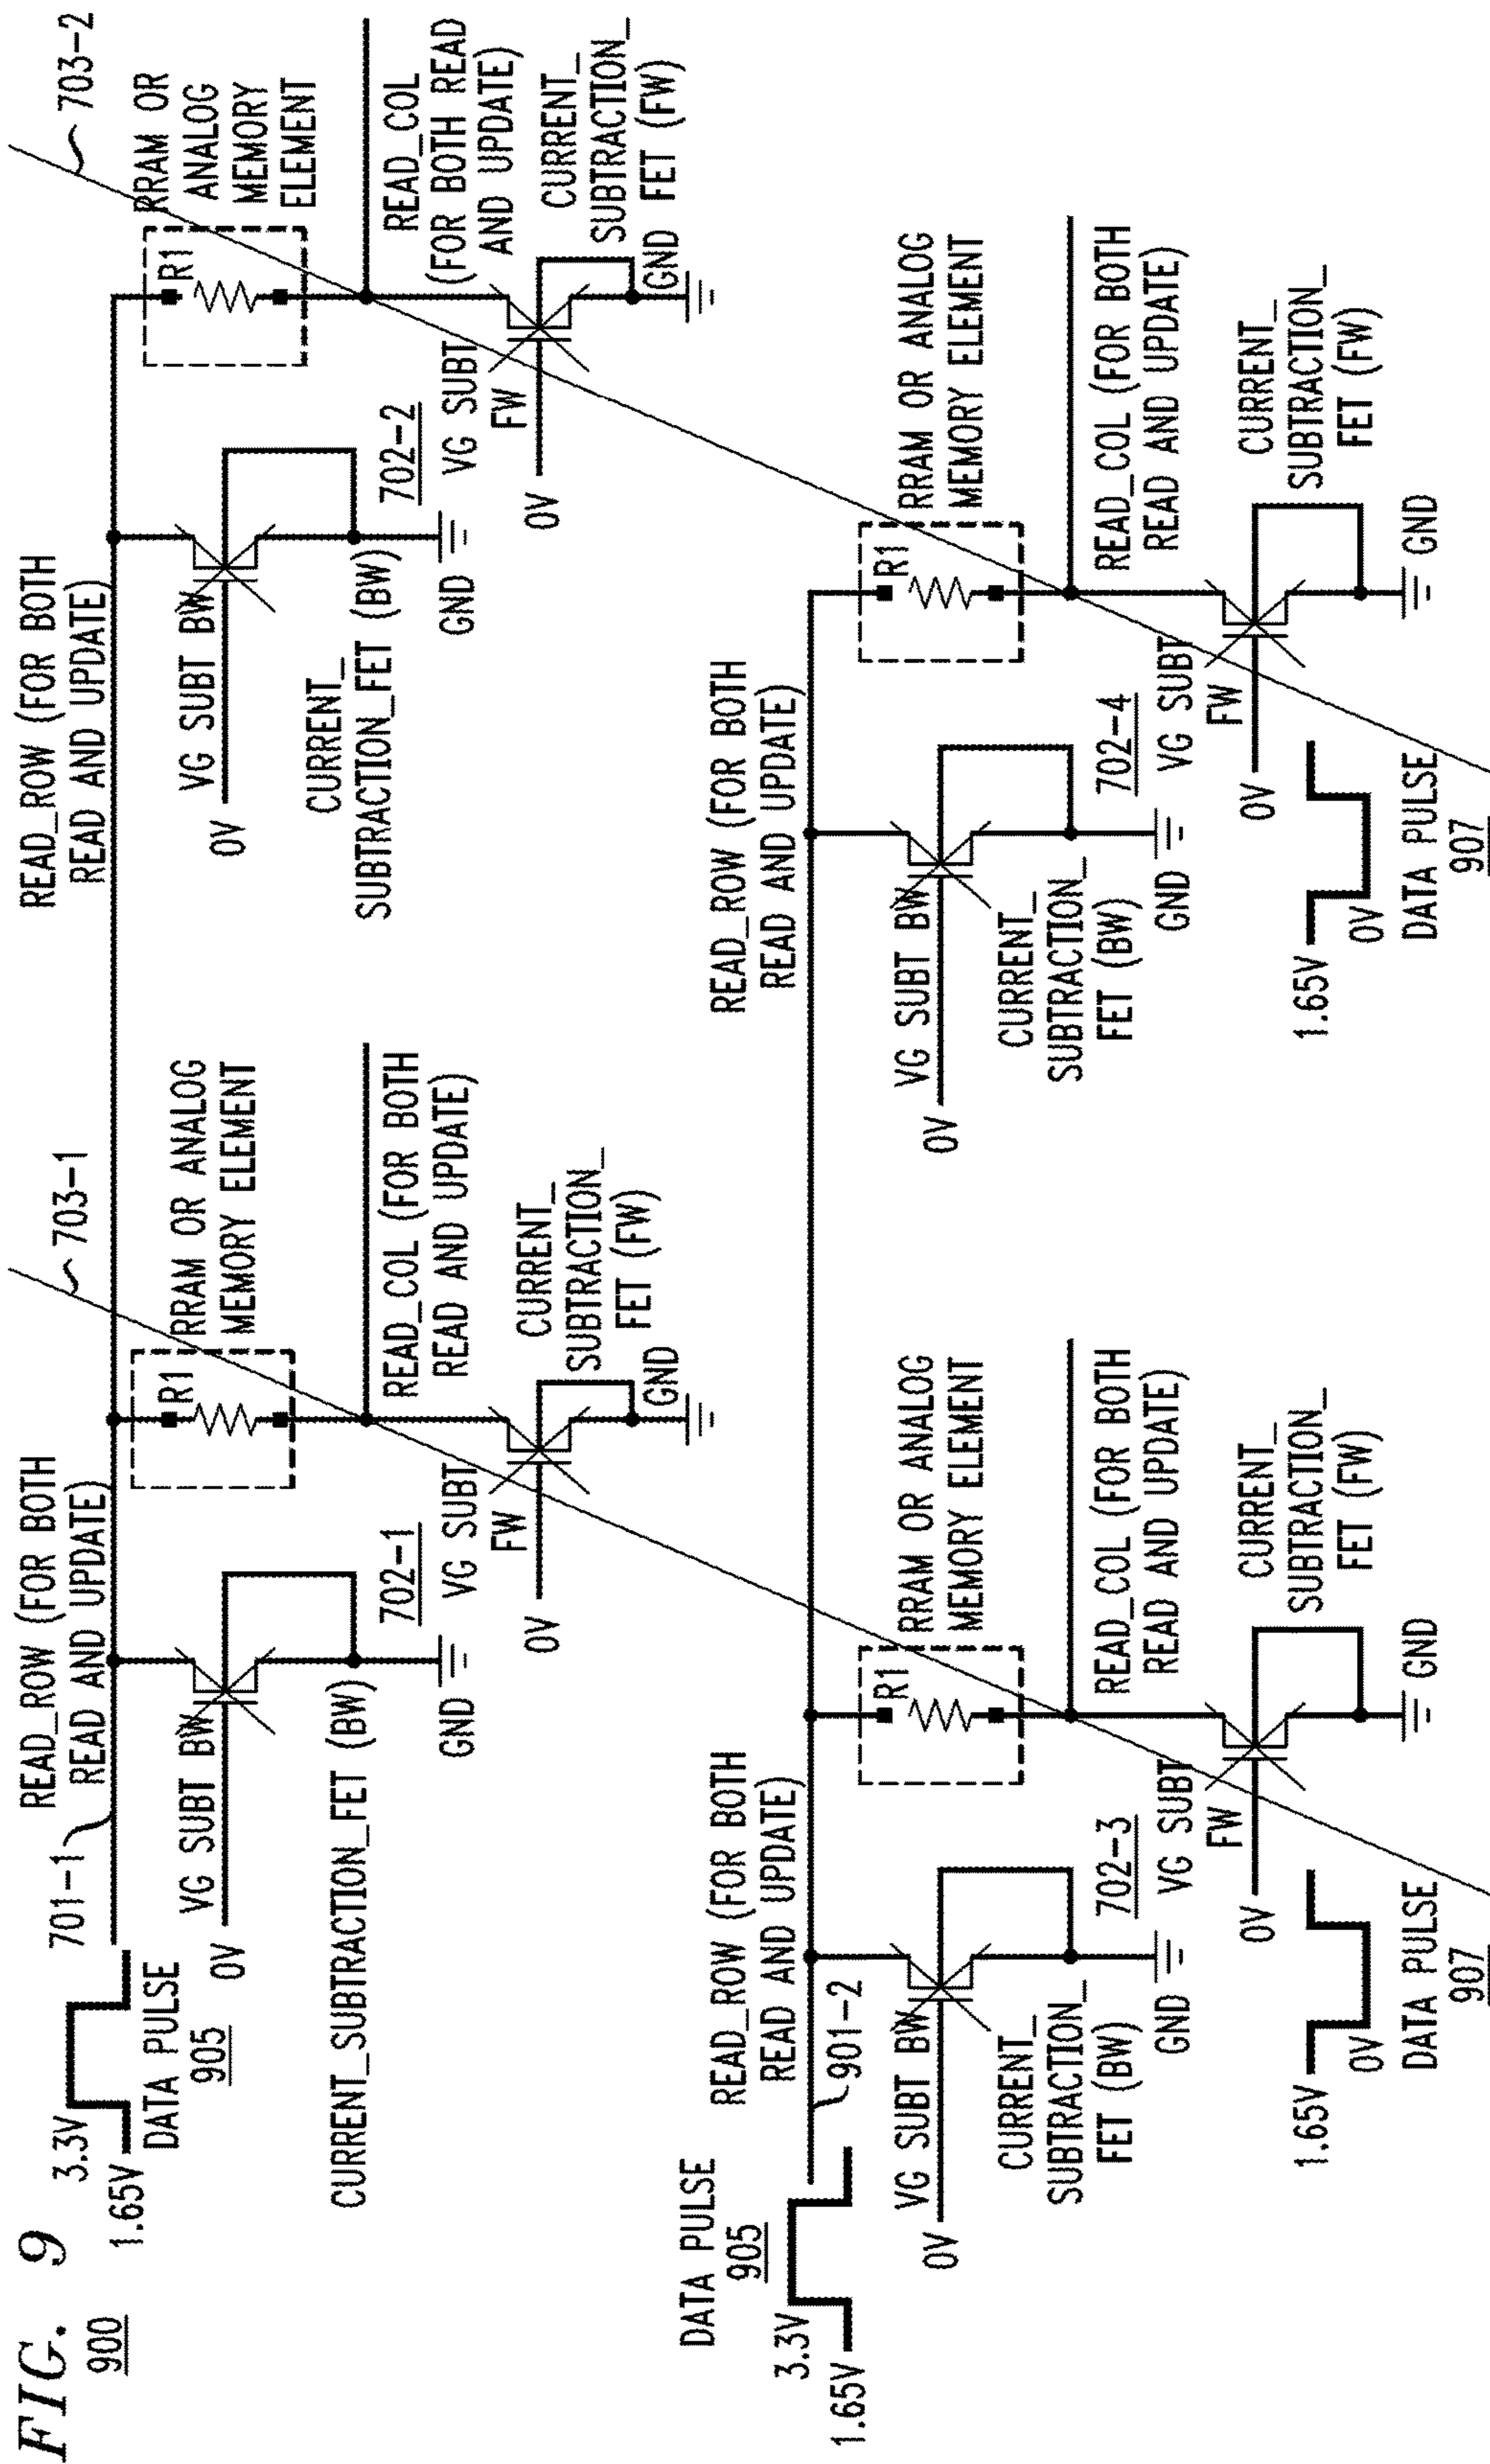 FIG. 9
900
3.3V
1.65V
DATA PULSE
905
701-1
READ_ROW (FOR BOTH
READ AND UPDATE)
VG SUBT BW
0V
CURRENT_SUBTRACTION_FET (BW)
GND
702-1
RRAM OR ANALOG
MEMORY ELEMENT
R1
703-1
READ_COL (FOR BOTH
READ AND UPDATE)
VG SUBT
FW
0V
CURRENT_
SUBTRACTION_
FET (FW)
GND
READ_ROW (FOR BOTH
READ AND UPDATE)
VG SUBT BW
0V
CURRENT_
SUBTRACTION_FET (BW)
GND
702-2
RRAM OR
ANALOG
MEMORY
ELEMENT
R1
703-2
READ_COL
(FOR BOTH READ
AND UPDATE)
VG SUBT
FW
0V
CURRENT_
SUBTRACTION_
FET (FW)
GND
DATA PULSE
905
3.3V
1.65V
READ_ROW (FOR BOTH
READ AND UPDATE)
901-2
VG SUBT BW
0V
CURRENT_
SUBTRACTION_
FET (BW)
GND
702-3
RRAM OR ANALOG
MEMORY ELEMENT
R1
READ_COL (FOR BOTH
READ AND UPDATE)
VG SUBT
FW
0V
CURRENT_
SUBTRACTION_
FET (FW)
GND
1.65V
0V
DATA PULSE
907
READ_ROW (FOR BOTH
READ AND UPDATE)
VG SUBT BW
0V
CURRENT_
SUBTRACTION_
FET (BW)
GND
702-4
RRAM OR ANALOG
MEMORY ELEMENT
R1
READ_COL (FOR BOTH
READ AND UPDATE)
VG SUBT
FW
0V
CURRENT_
SUBTRACTION_
FET (FW)
GND
1.65V
0V
DATA PULSE
907